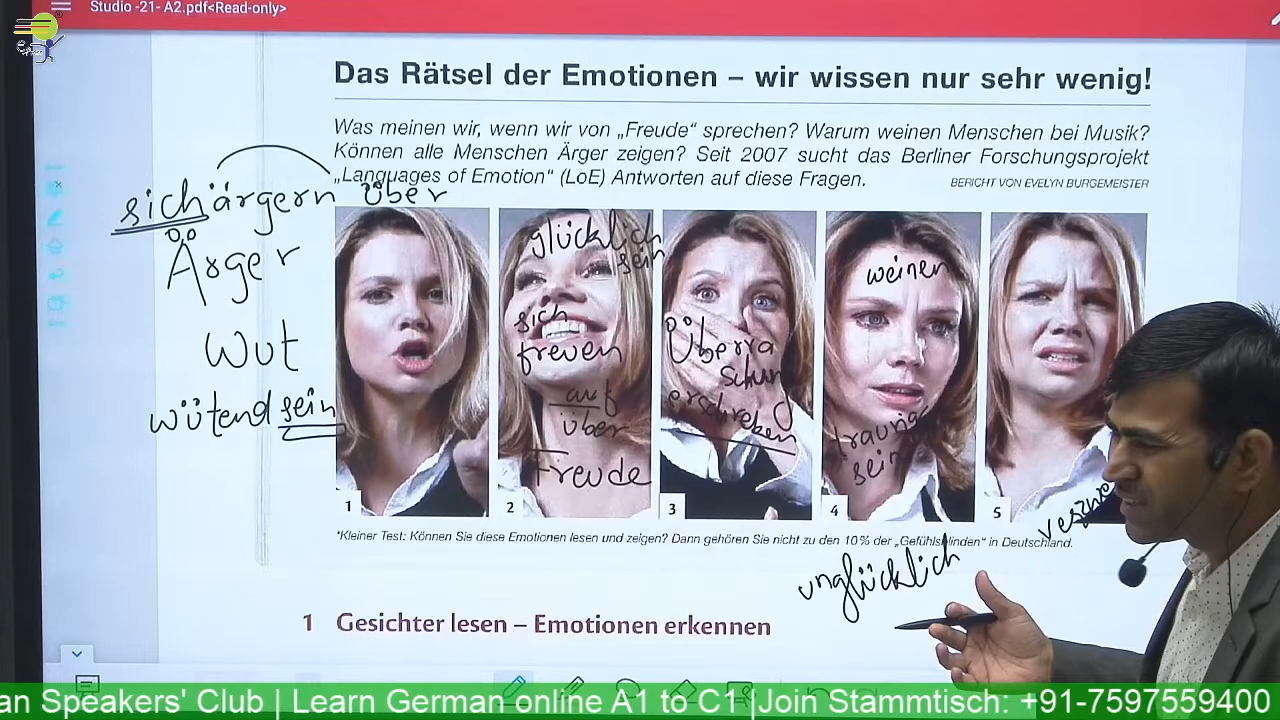 Studio -21- A2.pdf<Read-only>
Das Rätsel der Emotionen – wir wissen nur sehr wenig!
Was meinen wir, wenn wir von „Freude“ sprechen? Warum weinen Menschen bei Musik?
Können alle Menschen Ärger zeigen? Seit 2007 sucht das Berliner Forschungsprojekt
„Languages of Emotion“ (LoE) Antworten auf diese Fragen.
BERICHT VON EVELYN BURGEMEISTER
sich ärgern über
Ärger
Wut
wütend sein
glücklich
sein
sich
freuen
auf
über
Freude
Überra
schung
erschreken
weinen
traurig
sein
1
2
3
4
5
*Kleiner Test: Können Sie diese Emotionen lesen und zeigen? Dann gehören Sie nicht zu den 10 % der „Gefühlsblinden“ in Deutschland.
unglücklich
1 Gesichter lesen – Emotionen erkennen
an Speakers' Club | Learn German online A1 to C1 |Join Stammtisch: +91-7597559400